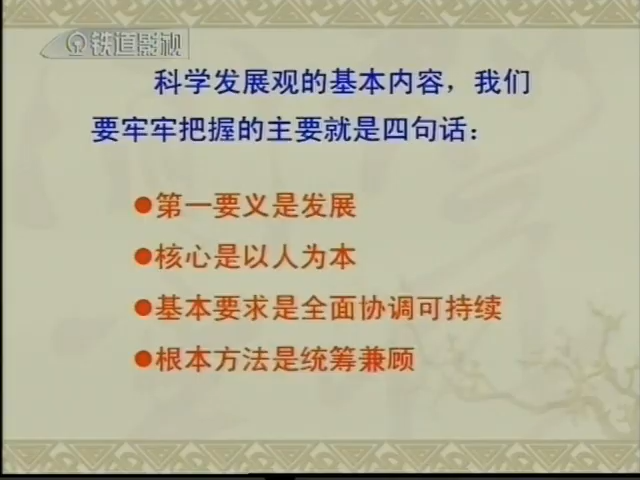 铁道影视
科学发展观的基本内容，我们
要牢牢把握的主要就是四句话：
●第一要义是发展
●核心是以人为本
●基本要求是全面协调可持续
●根本方法是统筹兼顾